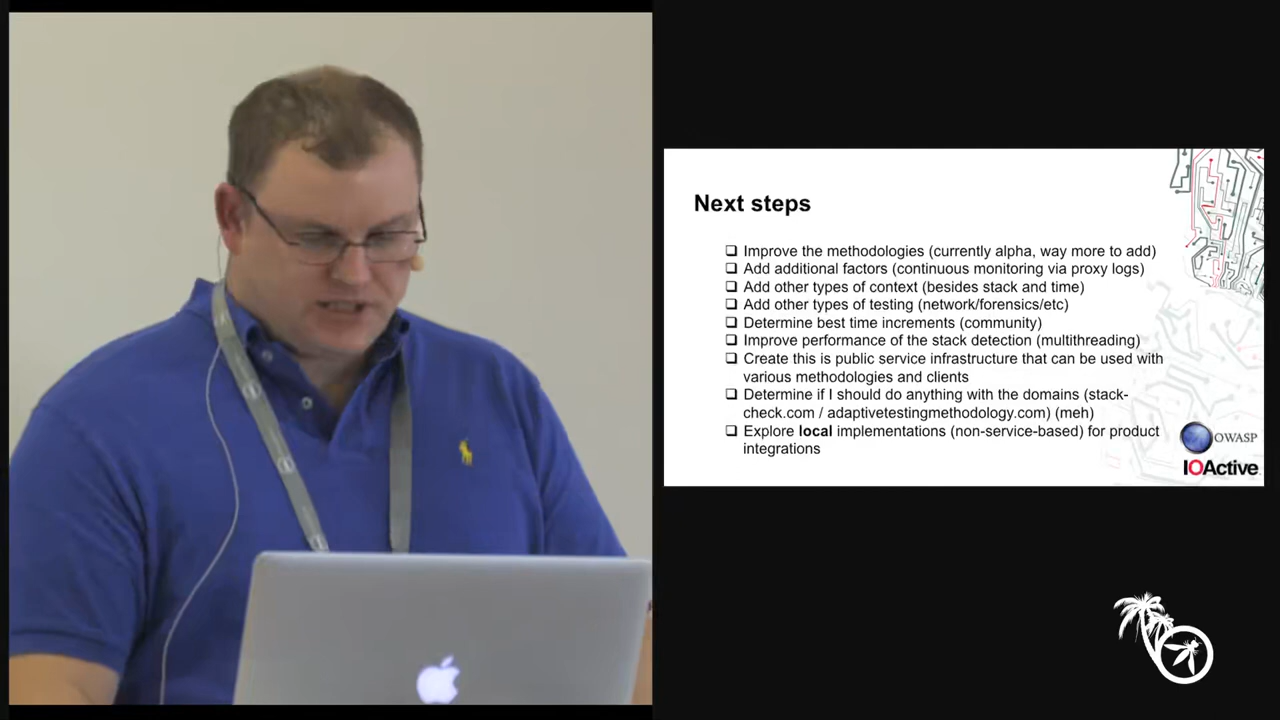 Next steps
❑ Improve the methodologies (currently alpha, way more to add)
❑ Add additional factors (continuous monitoring via proxy logs)
❑ Add other types of context (besides stack and time)
❑ Add other types of testing (network/forensics/etc)
❑ Determine best time increments (community)
❑ Improve performance of the stack detection (multithreading)
❑ Create this is public service infrastructure that can be used with
various methodologies and clients
❑ Determine if I should do anything with the domains (stack-
check.com / adaptivetestingmethodology.com) (meh)
❑ Explore local implementations (non-service-based) for product
integrations
OWASP
IOActive